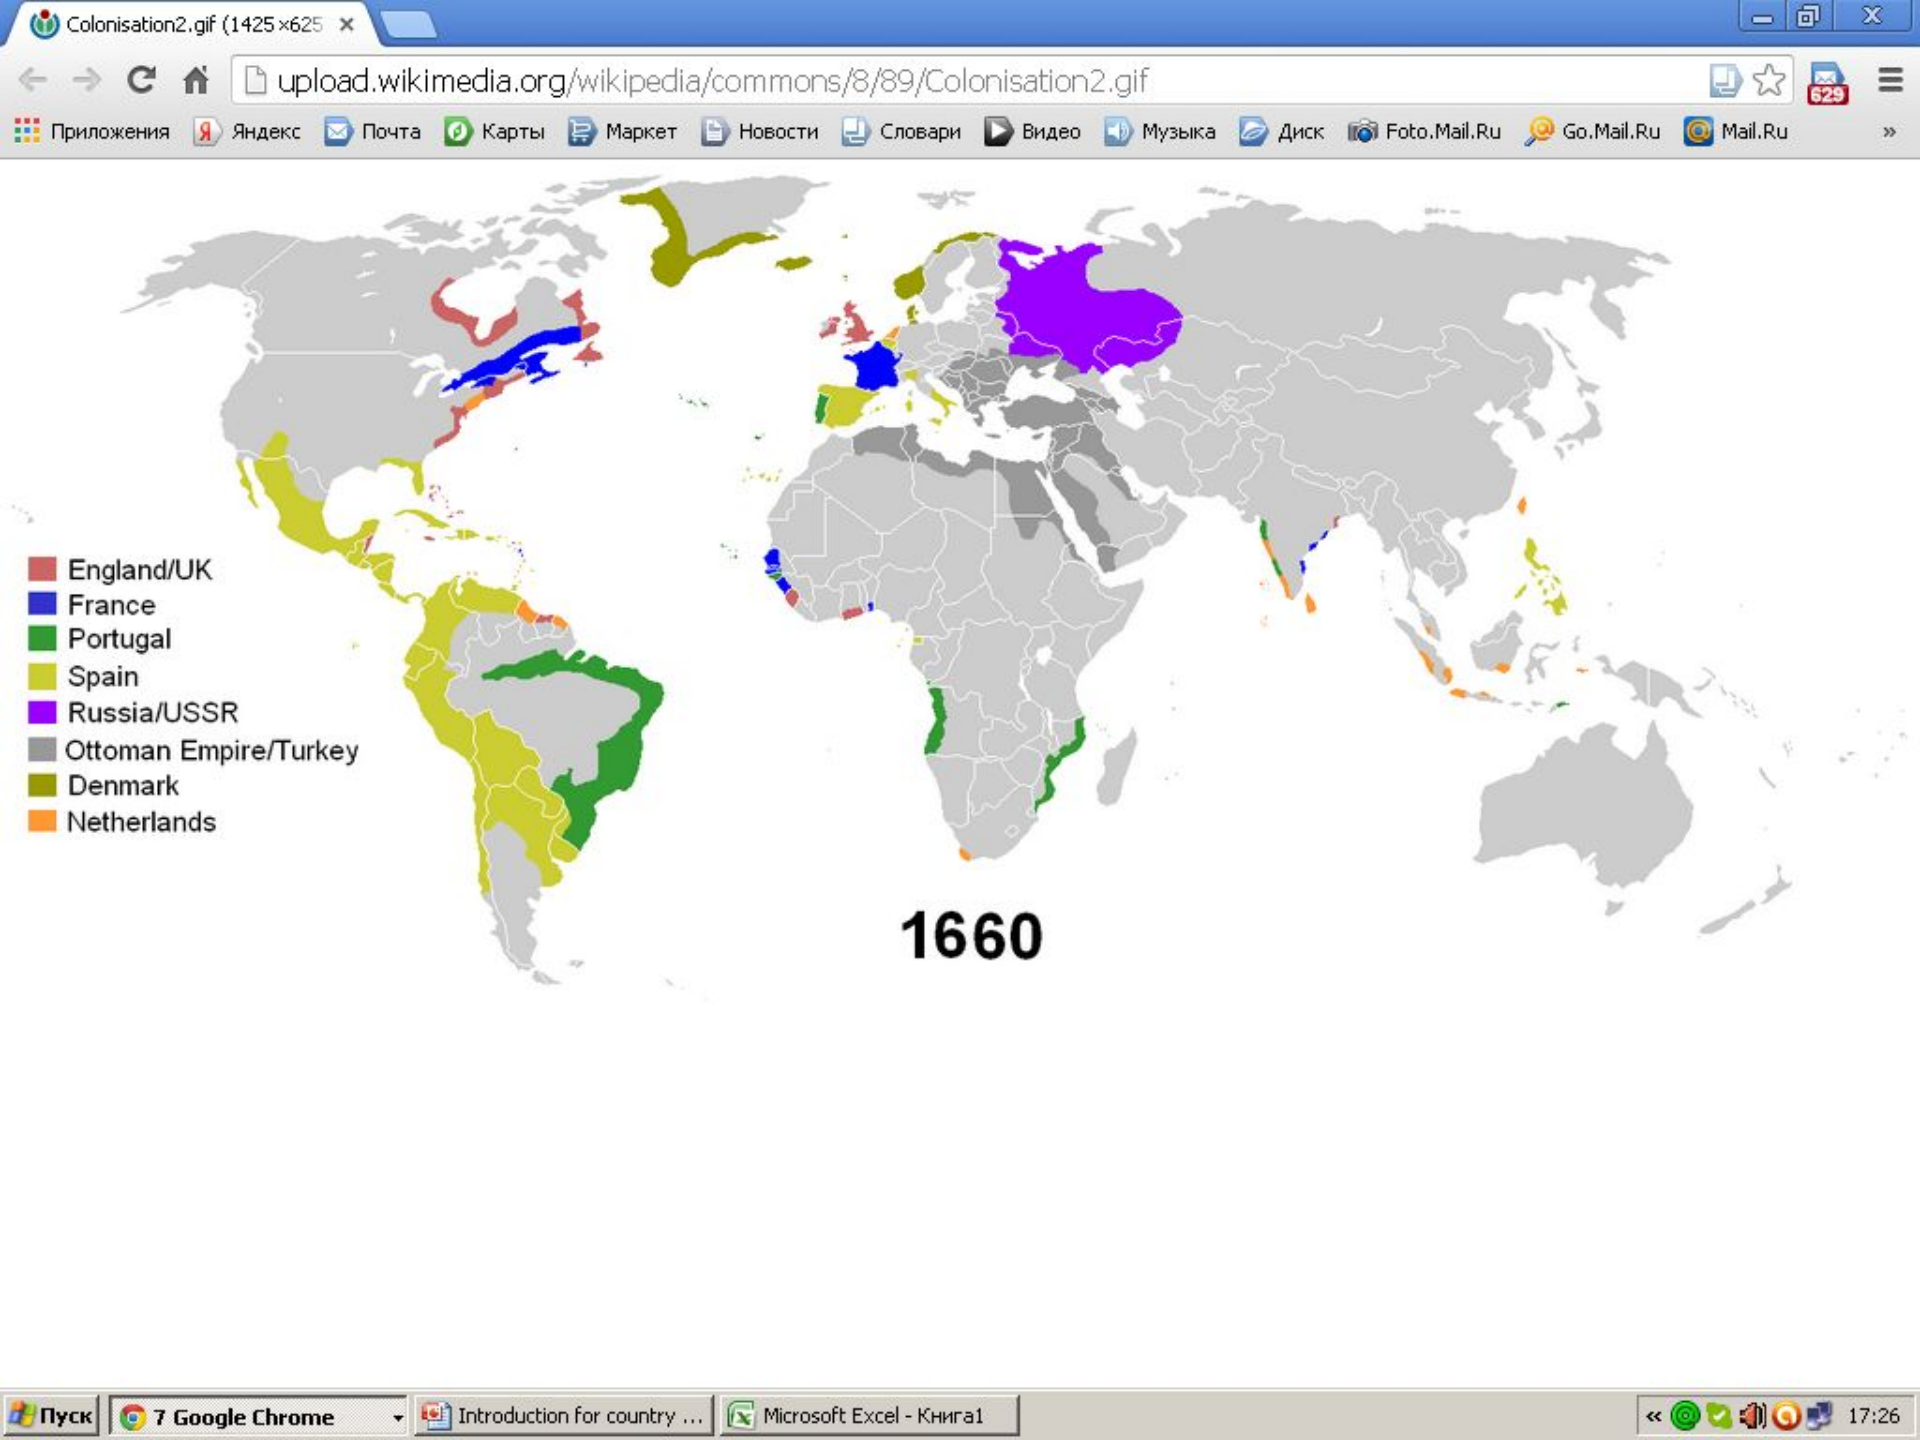 Colonisation2.gif (1425×625
upload.wikimedia.org/wikipedia/commons/8/89/Colonisation2.gif
629
Приложения Яндекс Почта Карты Маркет Новости Словари Видео Музыка Диск Foto.Mail.Ru Go.Mail.Ru Mail.Ru »
England/UK
France
Portugal
Spain
Russia/USSR
Ottoman Empire/Turkey
Denmark
Netherlands
1660
Пуск 7 Google Chrome Introduction for country ... Microsoft Excel - Книга1 « 17:26